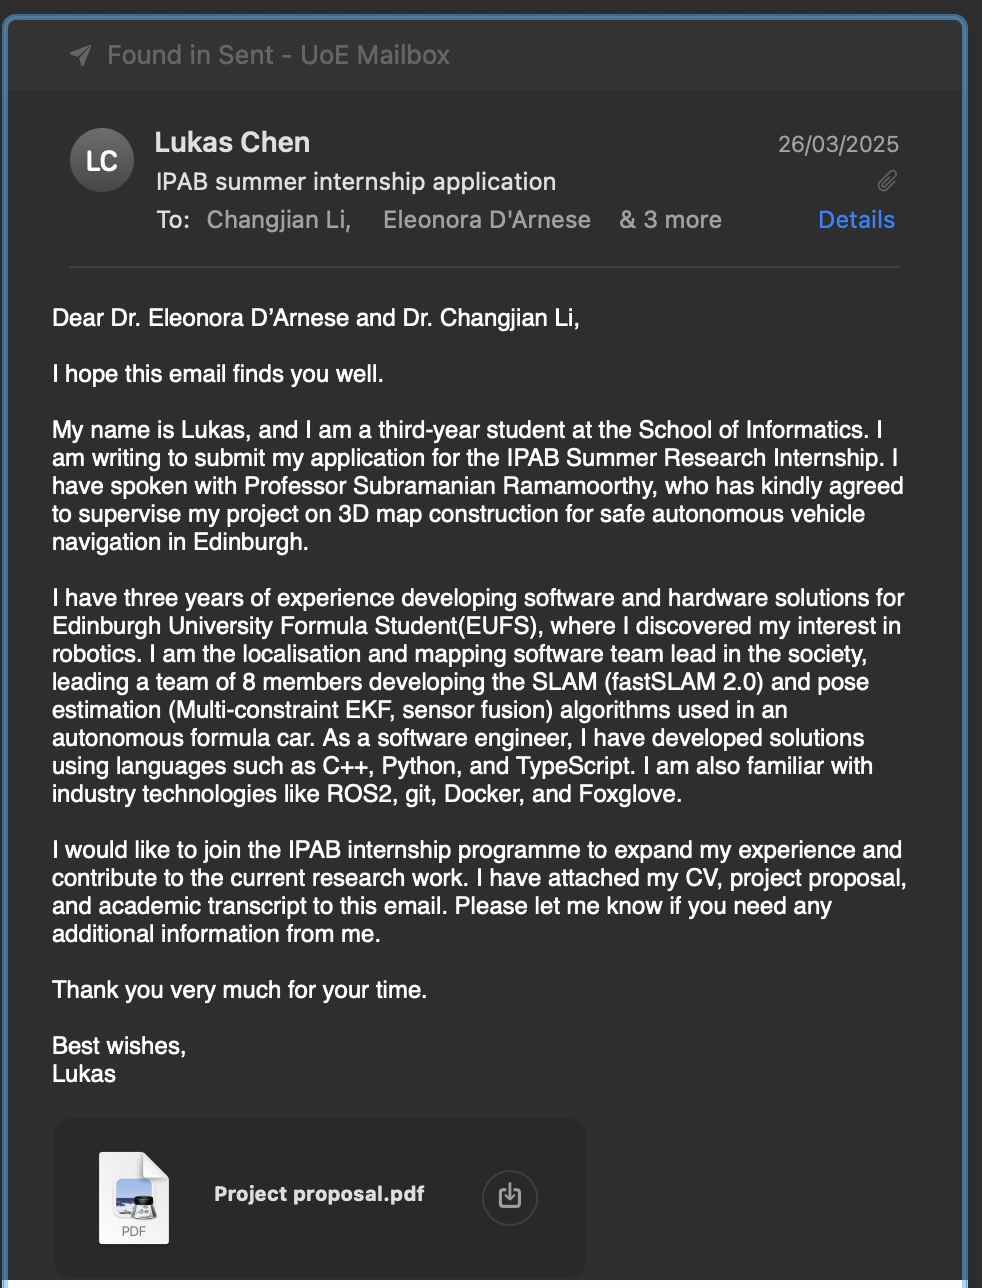 Found in Sent - UoE Mailbox
LC
Lukas Chen
26/03/2025
IPAB summer internship application
To: Changjian Li, Eleonora D'Arnese & 3 more Details
Dear Dr. Eleonora D’Arnese and Dr. Changjian Li,
I hope this email finds you well.
My name is Lukas, and I am a third-year student at the School of Informatics. I
am writing to submit my application for the IPAB Summer Research Internship. I
have spoken with Professor Subramanian Ramamoorthy, who has kindly agreed
to supervise my project on 3D map construction for safe autonomous vehicle
navigation in Edinburgh.
I have three years of experience developing software and hardware solutions for
Edinburgh University Formula Student(EUFS), where I discovered my interest in
robotics. I am the localisation and mapping software team lead in the society,
leading a team of 8 members developing the SLAM (fastSLAM 2.0) and pose
estimation (Multi-constraint EKF, sensor fusion) algorithms used in an
autonomous formula car. As a software engineer, I have developed solutions
using languages such as C++, Python, and TypeScript. I am also familiar with
industry technologies like ROS2, git, Docker, and Foxglove.
I would like to join the IPAB internship programme to expand my experience and
contribute to the current research work. I have attached my CV, project proposal,
and academic transcript to this email. Please let me know if you need any
additional information from me.
Thank you very much for your time.
Best wishes,
Lukas
Project proposal.pdf
PDF